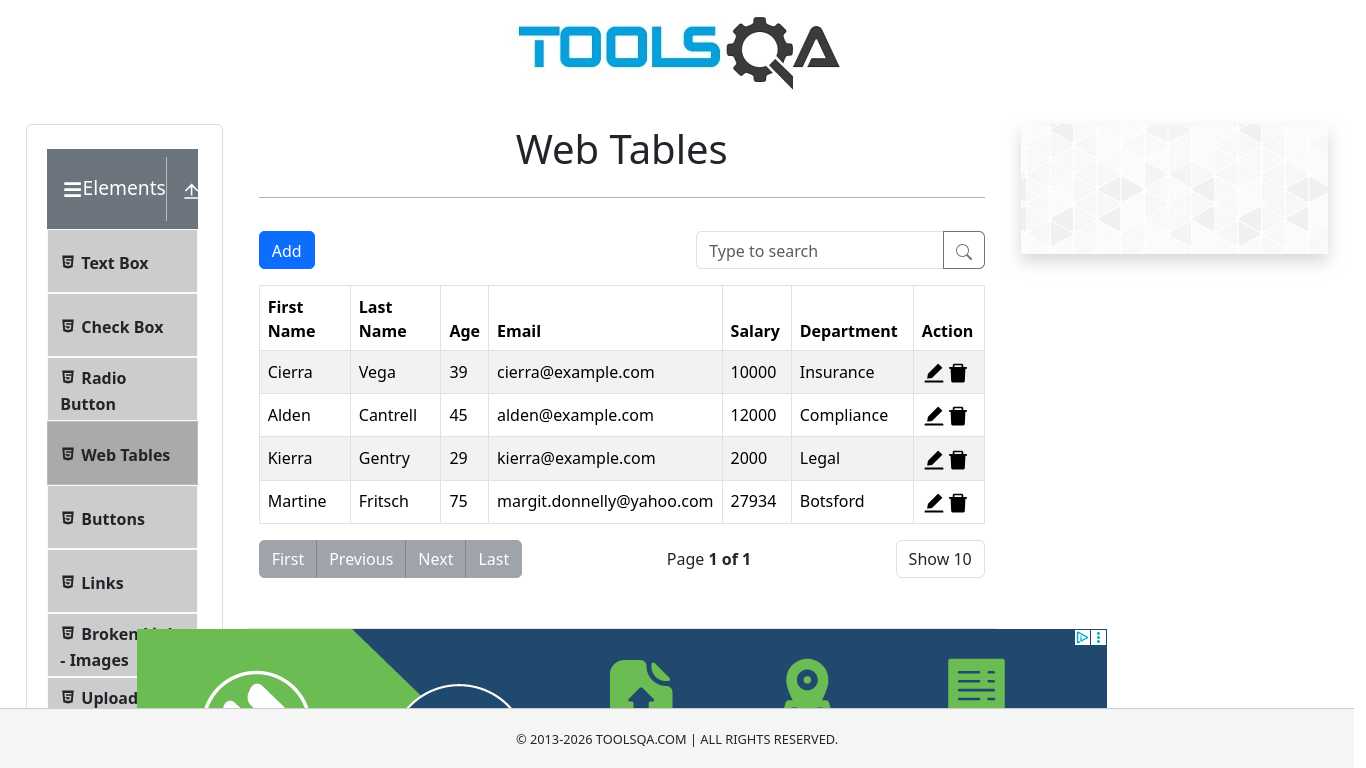 TOOLSQA
Web Tables
Elements
Text Box
Check Box
Radio
Button
Web Tables
Buttons
Links
Broken
- Images
Upload
Add
Type to search
First Name Last Name Age Email Salary Department Action
Cierra Vega 39 cierra@example.com 10000 Insurance
Alden Cantrell 45 alden@example.com 12000 Compliance
Kierra Gentry 29 kierra@example.com 2000 Legal
Martine Fritsch 75 margit.donnelly@yahoo.com 27934 Botsford
First Previous Next Last Page 1 of 1 Show 10
© 2013-2026 TOOLSQA.COM | ALL RIGHTS RESERVED.